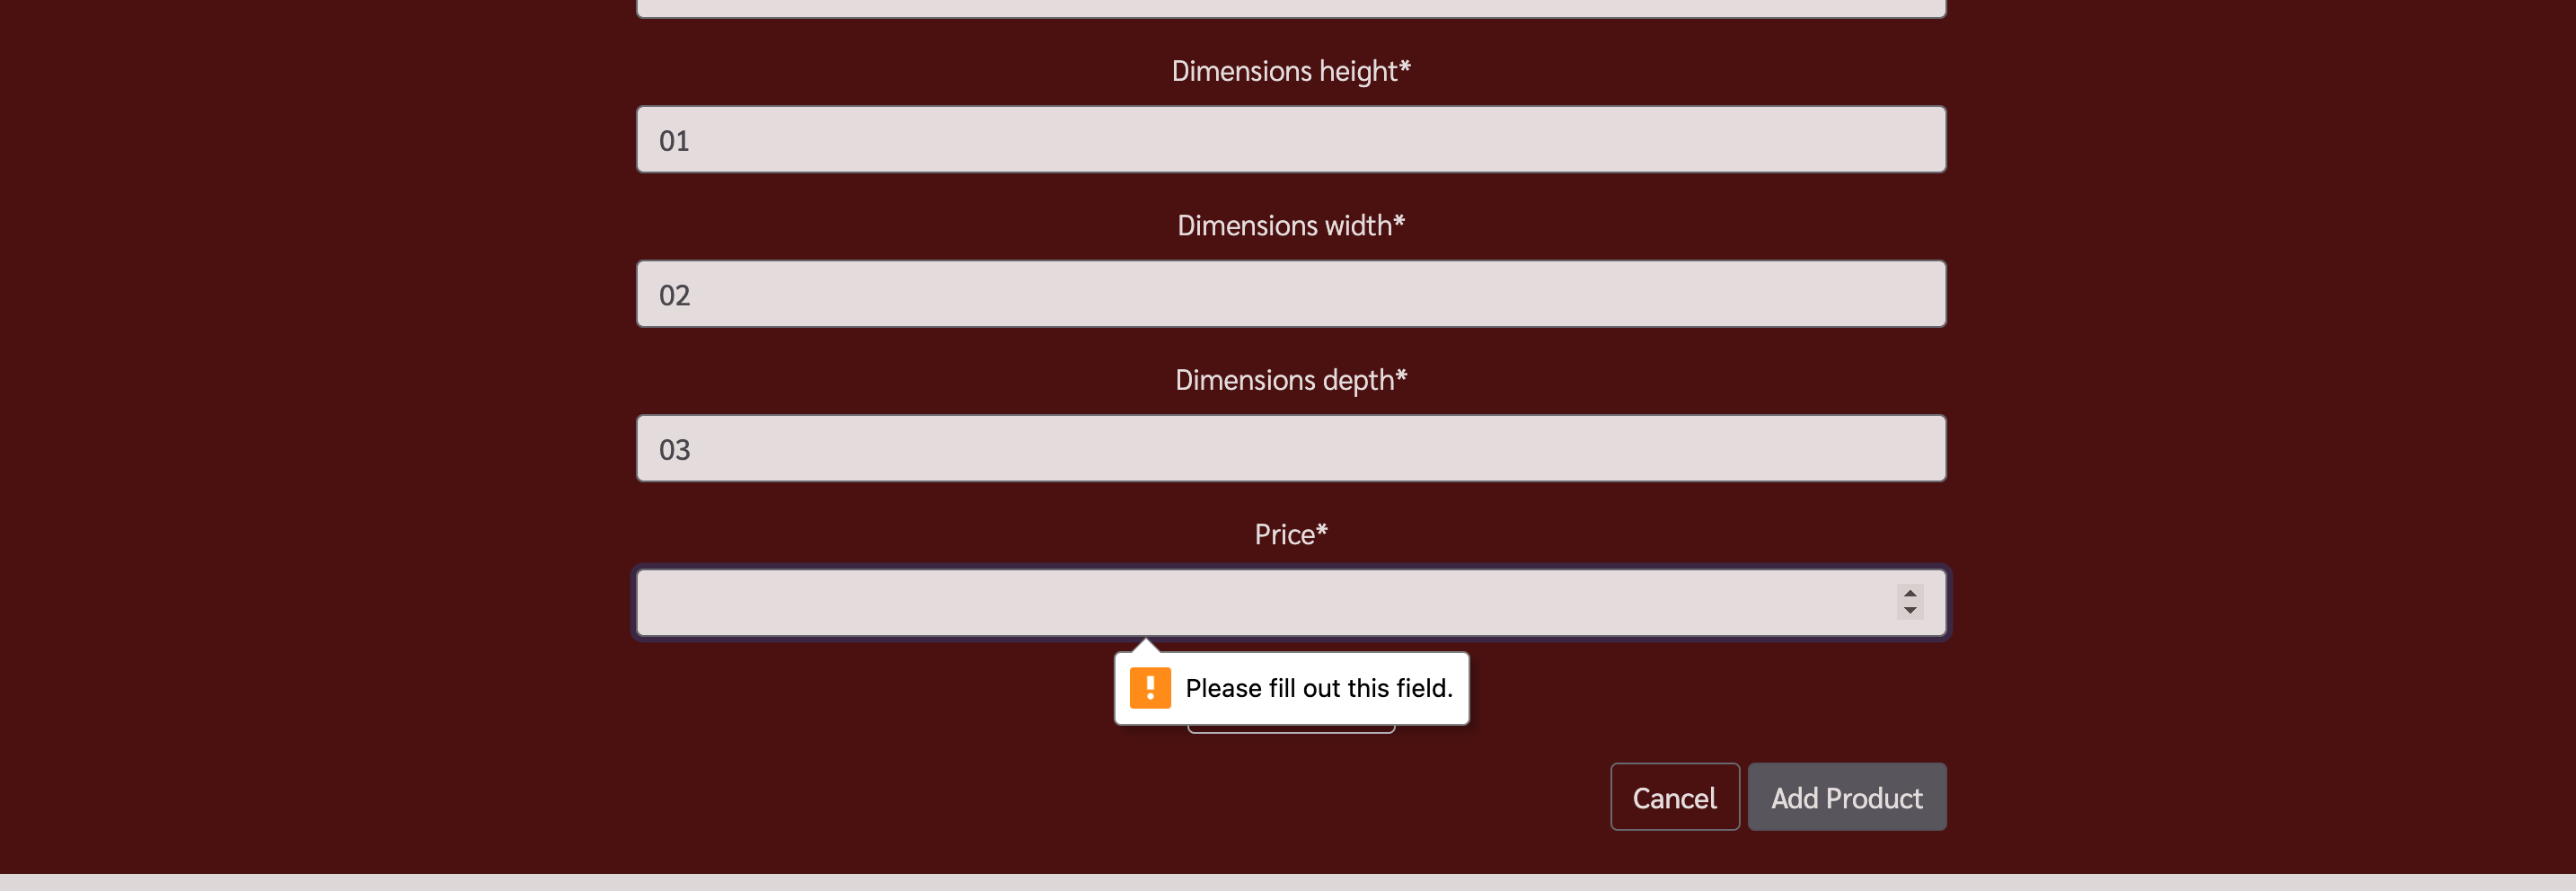 Dimensions height*
01
Dimensions width*
02
Dimensions depth*
03
Price*
Please fill out this field.
Cancel Add Product